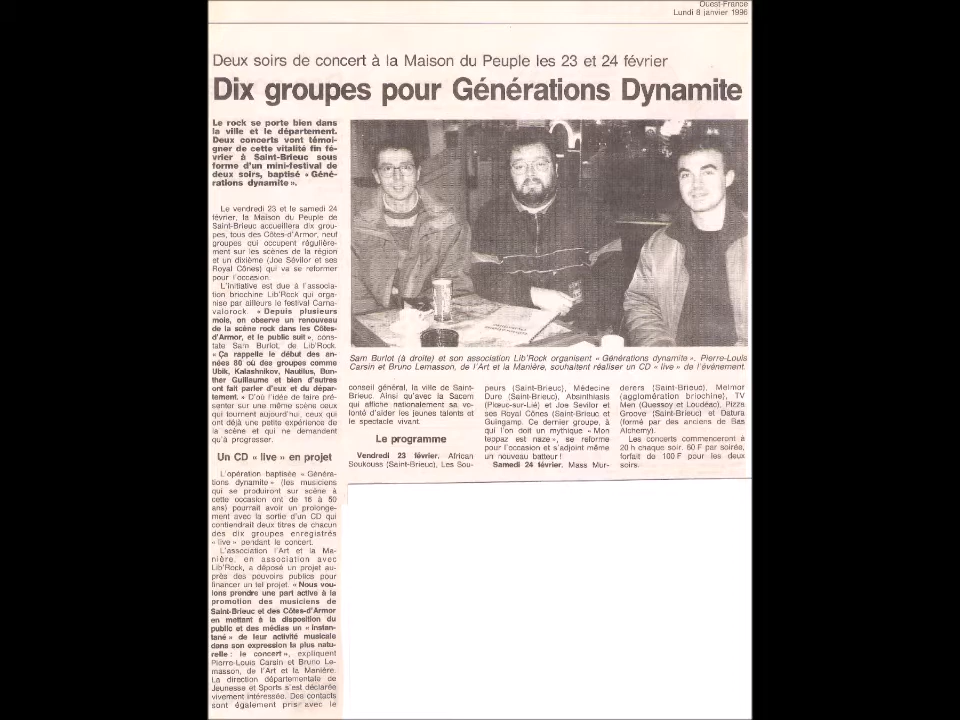 Ouest-France
Lundi 8 janvier 1996
Deux soirs de concert à la Maison du Peuple les 23 et 24 février
Dix groupes pour Générations Dynamite
Le rock se porte bien dans
la ville et le département.
Deux concerts vont témoi-
gner de cette vitalité fin fé-
vrier à Saint-Brieuc sous
forme d'un mini-festival de
deux soirs, baptisé « Géné-
rations dynamite ».
Le vendredi 23 et le samedi 24
février, la Maison du Peuple de
Saint-Brieuc accueillera dix grou-
pes, tous des Côtes-d'Armor, neuf
groupes qui occupent régulière-
ment sur les scènes de la région
et un dixième (Joe Sévilor et ses
Royal Cônes) qui va se reformer
pour l'occasion.
L'initiative est due à l'associa-
tion briochine Lib'Rock qui orga-
nise par ailleurs le festival Carna-
valorock. « Depuis plusieurs
mois, on observe un renouveau
de la scène rock dans les Côtes-
d'Armor, et le public suit », cons-
tate Sam Burlot, de Lib'Rock.
« Ça rappelle le début des an-
nées 80 où des groupes comme
Ubik, Kalashnikov, Nautilus, Bun-
ther Guillaume et bien d'autres
ont fait parler d'eux et du dépar-
tement. » D'où l'idée de faire pré-
senter sur une même scène ceux
qui tournent aujourd'hui, ceux qui
ont déjà une petite expérience de
la scène et qui ne demandent
qu'à progresser.
Un CD « live » en projet
L'opération baptisée « Généra-
tions dynamite » (les musiciens
qui se produiront sur scène à
cette occasion ont de 16 à 50
ans) pourrait avoir un prolonge-
ment avec la sortie d'un CD qui
contiendrait deux titres de chacun
des dix groupes enregistrés
« live » pendant le concert.
L'association l'Art et la Ma-
nière, en association avec
Lib'Rock, a déposé un projet au-
près des pouvoirs publics pour
financer un tel projet. « Nous vou-
lons prendre une part active à la
promotion des musiciens de
Saint-Brieuc et des Côtes-d'Armor
en mettant à la disposition du
public et des médias un « instan-
tané » de leur activité musicale
dans son expression la plus natu-
relle : le concert », expliquent
Pierre-Louis Carsin et Bruno Le-
masson, de l'Art et la Manière.
La direction départementale de
Jeunesse et Sports s'est déclarée
vivement intéressée. Des contacts
sont également pris avec le
Sam Burlot (à droite) et son association Lib'Rock organisent « Générations dynamite ». Pierre-Louis
Carsin et Bruno Lemasson, de l'Art et la Manière, souhaitent réaliser un CD « live » de l'événement.
conseil général, la ville de Saint-
Brieuc. Ainsi qu'avec la Sacem
qui affiche nationalement sa vo-
lonté d'aider les jeunes talents et
le spectacle vivant.
Le programme
Vendredi 23 février. African
Soukouss (Saint-Brieuc), Les Sou-
peurs (Saint-Brieuc), Médecine
Dure (Saint-Brieuc), Absinthiasis
(Plœuc-sur-Lié) et Joe Sevilor et
ses Royal Cônes (Saint-Brieuc et
Guingamp. Ce dernier groupe, à
qui l'on doit un mythique « Mon
teppaz est naze », se reforme
pour l'occasion et s'adjoint même
un nouveau batteur !
Samedi 24 février. Mass Mur-
derers (Saint-Brieuc), Melmor
(agglomération briochine), TV
Men (Quessoy et Loudéac), Pizza
Groove (Saint-Brieuc) et Datura
(formé par des anciens de Bas
Alchemy).
Les concerts commenceront à
20 h chaque soir. 60 F par soirée,
forfait de 100 F pour les deux
soirs.